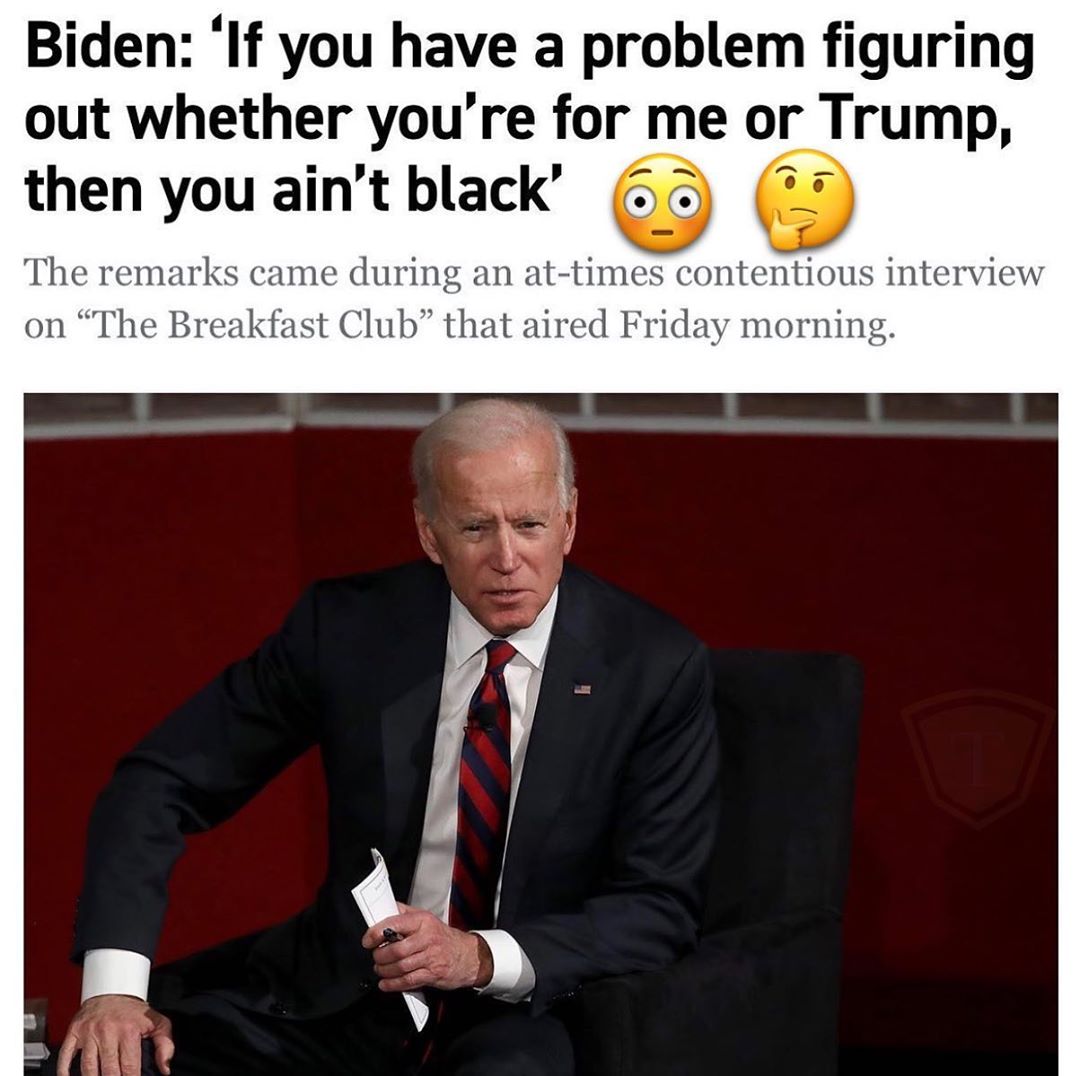 Biden: ‘If you have a problem figuring
out whether you’re for me or Trump,
then you ain’t black’ 😳 🤔
The remarks came during an at-times contentious interview
on “The Breakfast Club” that aired Friday morning.
T